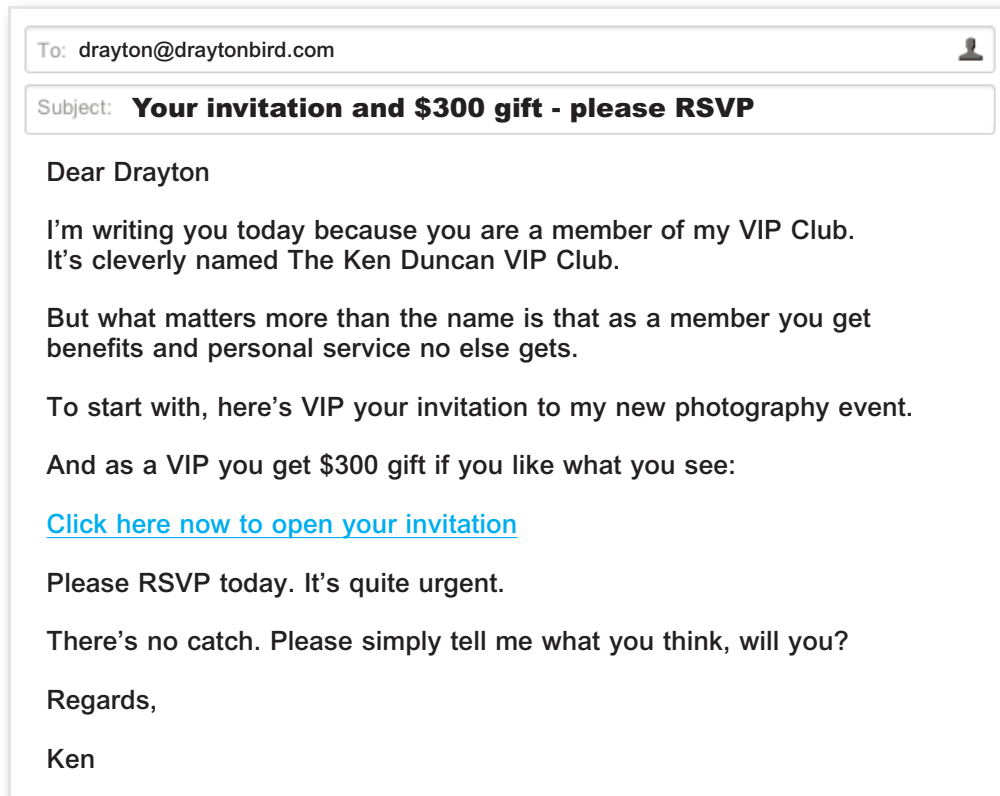 To: drayton@draytonbird.com
Subject: Your invitation and $300 gift - please RSVP
Dear Drayton
I’m writing you today because you are a member of my VIP Club.
It’s cleverly named The Ken Duncan VIP Club.
But what matters more than the name is that as a member you get
benefits and personal service no else gets.
To start with, here’s VIP your invitation to my new photography event.
And as a VIP you get $300 gift if you like what you see:
Click here now to open your invitation
Please RSVP today. It’s quite urgent.
There’s no catch. Please simply tell me what you think, will you?
Regards,
Ken